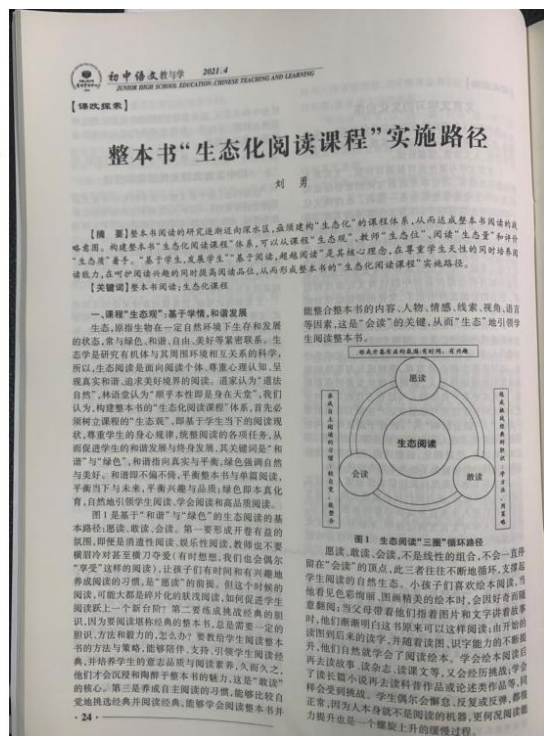 初中语文教与学 2021.4
JUNIOR HIGH SCHOOL EDUCATION: CHINESE TEACHING AND LEARNING
【课改探索】
整本书“生态化阅读课程”实施路径
刘 勇
【摘 要】整本书阅读的研究逐渐迈向深水区,亟须建构“生态化”的课程体系,从而达成整本书阅读的战
略意图。构建整本书“生态化阅读课程”体系,可以从课程“生态观”、教师“生态位”、阅读“生态量”和评价
“生态质”着手。“基于学生,发展学生”“基于阅读,超越阅读”是其核心理念,在尊重学生天性的同时培养阅
读能力,在呵护阅读兴趣的同时提高阅读品位,从而形成整本书的“生态化阅读课程”实施路径。
【关键词】整本书阅读;生态化课程
一、课程“生态观”:基于学情,和谐发展
生态,原指生物在一定自然环境下生存和发展
的状态,常与绿色、和谐、自由、美好等紧密联系。生
态学是研究有机体与其周围环境相互关系的科学,
所以,生态阅读是面向阅读个体、尊重心理认知、呈
现真实和谐、追求美好境界的阅读。道家认为“道法
自然”,林语堂认为“顺乎本性即是身在天堂”,我们
认为,构建整本书的“生态化阅读课程”体系,首先必
须树立课程的“生态观”,即基于学生当下的阅读现
状,尊重学生的身心规律,统整阅读的各项任务,从
而促进学生的和谐发展与终身发展,其关键词是“和
谐”与“绿色”,和谐指向真实与平衡,绿色强调自然
与美好。和谐即不偏不倚,平衡整本书与单篇阅读,
平衡当下与未来,平衡兴趣与品质;绿色即本真化
育,自然地引领学生阅读、学会阅读和高品质阅读。
图1是基于“和谐”与“绿色”的生态阅读的基
本路径:愿读、敢读、会读。第一要形成开卷有益的
氛围,即便是消遣性阅读、娱乐性阅读,教师也不要
横眉冷对甚至横刀夺爱(有时想想,我们也会偶尔
“享受”这样的阅读),让孩子们有时间和有兴趣地
养成阅读的习惯,是“愿读”的前提。但这个时候的
阅读,可能大都是碎片化的肤浅阅读,如何促进学生
阅读跃上一个新台阶?第二要练成挑战经典的胆
识,因为要阅读堪称经典的整本书,总是需要一定的
胆识、方法和毅力的,怎么办?要教给学生阅读整本
书的方法与策略,能够陪伴、支持、引领学生阅读经
典,并培养学生的意志品质与阅读素养,久而久之,
他们才会沉浸和陶醉于整本书的魅力,这是“敢读”
的核心。第三是养成自主阅读的习惯,能够比较自
觉地挑选经典并阅读经典,能够学会阅读整本书并
·24·
能整合整本书的内容、人物、情感、线索、视角、语言
等因素,这是“会读”的关键,从而“生态”地引领学
生阅读整本书。
形成开卷有益的氛围:有时间、有兴趣
愿读
生态阅读
会读
敢读
养成自主阅读的习惯:能自觉、能整合
练成挑战经典的胆识:学方法、用策略
图1 生态阅读“三圈”循环路径
愿读、敢读、会读,不是线性的组合,不会一直停
留在“会读”的顶点,此三者往往不断地循环,支撑起
学生阅读的自然生态。小孩子们喜欢绘本阅读,当
他看见色彩绚丽、图画精美的绘本时,会因好奇而随
意翻阅;当父母带着他们指着图片和文字讲着故事
时,他们渐渐明白这书原来可以这样阅读;由开始的
读图到后来的读字,并随着读图、识字能力的不断提
升,他们自然就学会了阅读绘本。学会绘本阅读后
再去读故事、读杂志、读课文等,又会经历挑战;学会
了读长篇小说再去读科普作品或论述类作品等,同
样会受到挑战。学生偶尔会懈怠、反复或反弹,都很
正常,因为人本身就不是阅读的机器,更何况阅读能
力提升也是一个螺旋上升的缓慢过程。